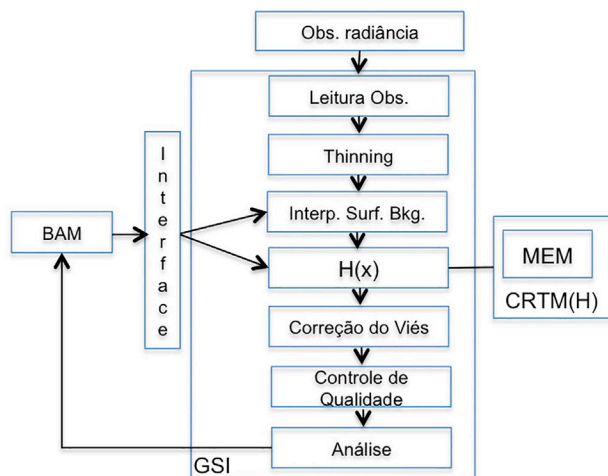 Obs. radiância
Leitura Obs.
Thinning
Interface
Interp. Surf. Bkg.
BAM
H(x)
MEM
CRTM(H)
Correção do Viés
Controle de
Qualidade
Análise
GSI